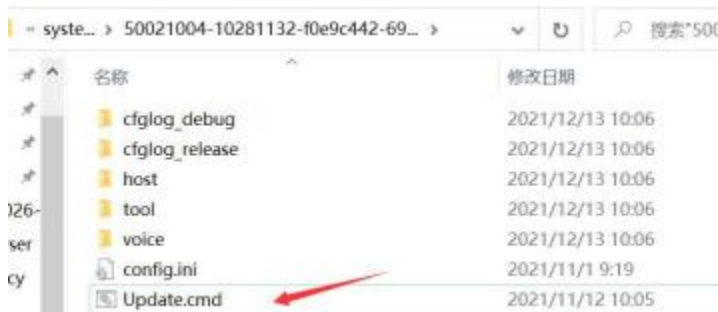 « syste... › 50021004-10281132-f0e9c442-69... › 搜索"500
名称 修改日期
cfglog_debug 2021/12/13 10:06
cfglog_release 2021/12/13 10:06
host 2021/12/13 10:06
026- tool 2021/12/13 10:06
ser voice 2021/12/13 10:06
cy config.ini 2021/11/1 9:19
Update.cmd 2021/11/12 10:05